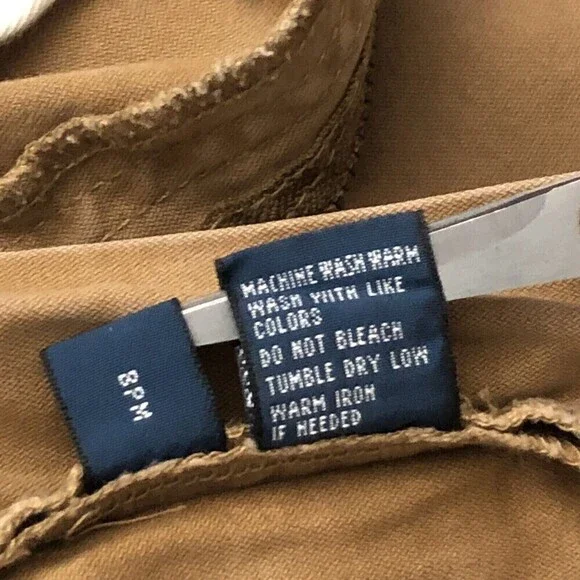 MACHINE WASH WARM
WASH WITH LIKE
COLORS
DO NOT BLEACH
TUMBLE DRY LOW
WARM IRON
IF NEEDED
8PM